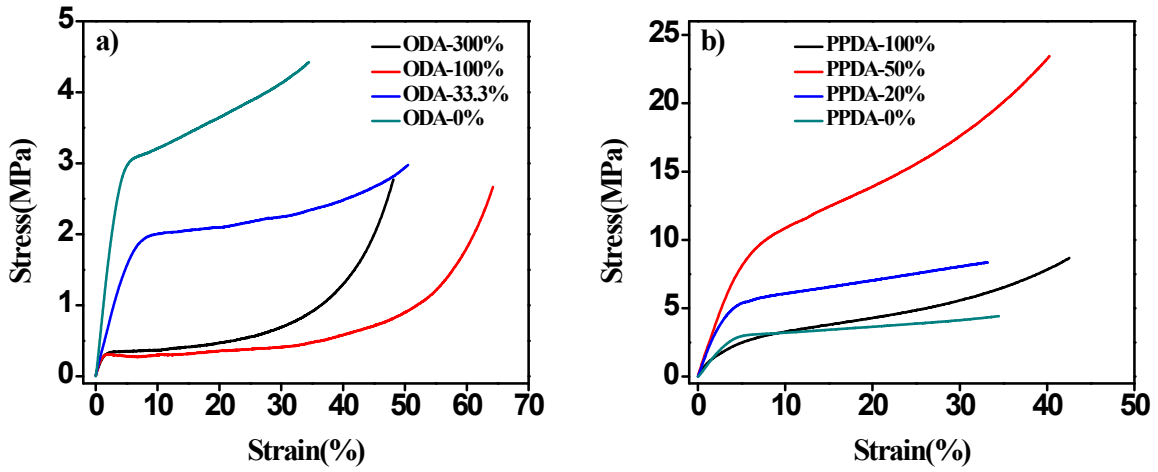 a)
ODA-300%
ODA-100%
ODA-33.3%
ODA-0%
5
4
3
2
1
0
Stress(MPa)
0 10 20 30 40 50 60 70
Strain(%)
b)
PPDA-100%
PPDA-50%
PPDA-20%
PPDA-0%
25
20
15
10
5
0
Stress(MPa)
0 10 20 30 40 50
Strain(%)